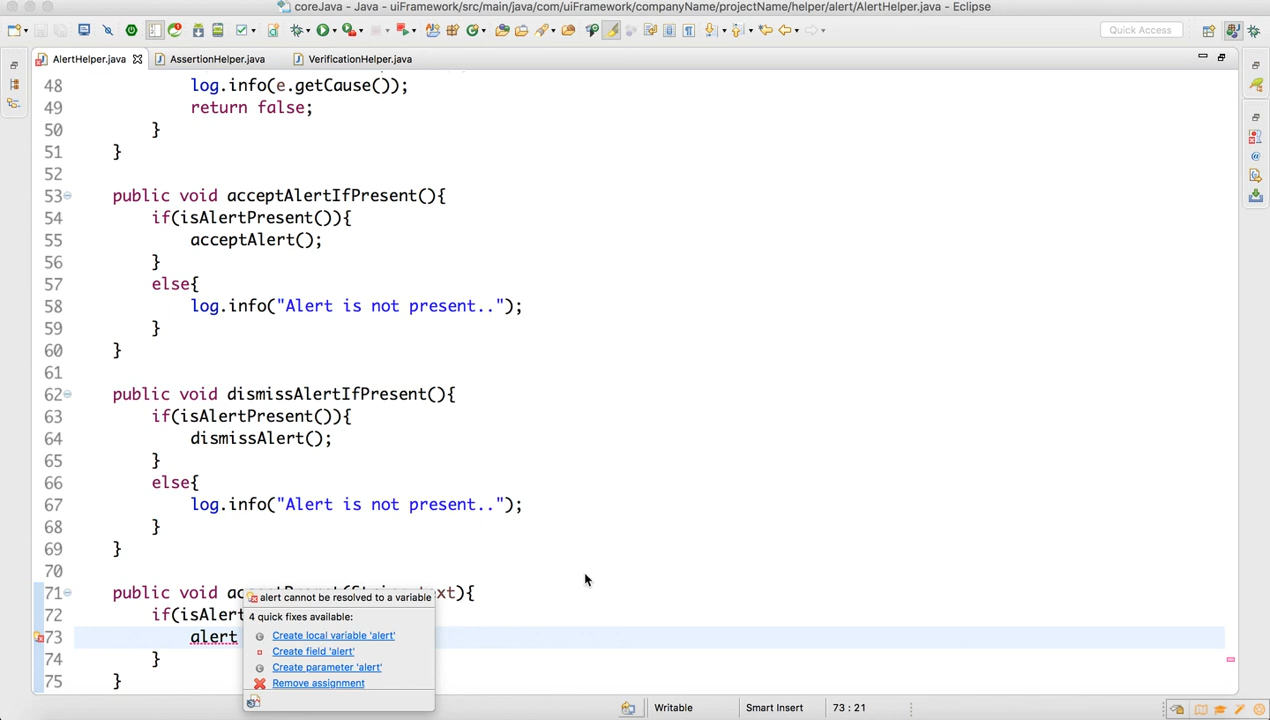 coreJava - Java - uiFramework/src/main/java/com/uiFramework/companyName/projectName/helper/alert/AlertHelper.java - Eclipse
Quick Access
AlertHelper.java AssertionHelper.java VerificationHelper.java
48 log.info(e.getCause());
49 return false;
50 }
51 }
52
53 public void acceptAlertIfPresent(){
54 if(isAlertPresent()){
55 acceptAlert();
56 }
57 else{
58 log.info("Alert is not present..");
59 }
60 }
61
62 public void dismissAlertIfPresent(){
63 if(isAlertPresent()){
64 dismissAlert();
65 }
66 else{
67 log.info("Alert is not present..");
68 }
69 }
70
71 public void text){
72 if(isAler
73 alert
74 }
75 }
alert cannot be resolved to a variable
4 quick fixes available:
Create local variable 'alert'
Create field 'alert'
Create parameter 'alert'
Remove assignment
Writable Smart Insert 73 : 21